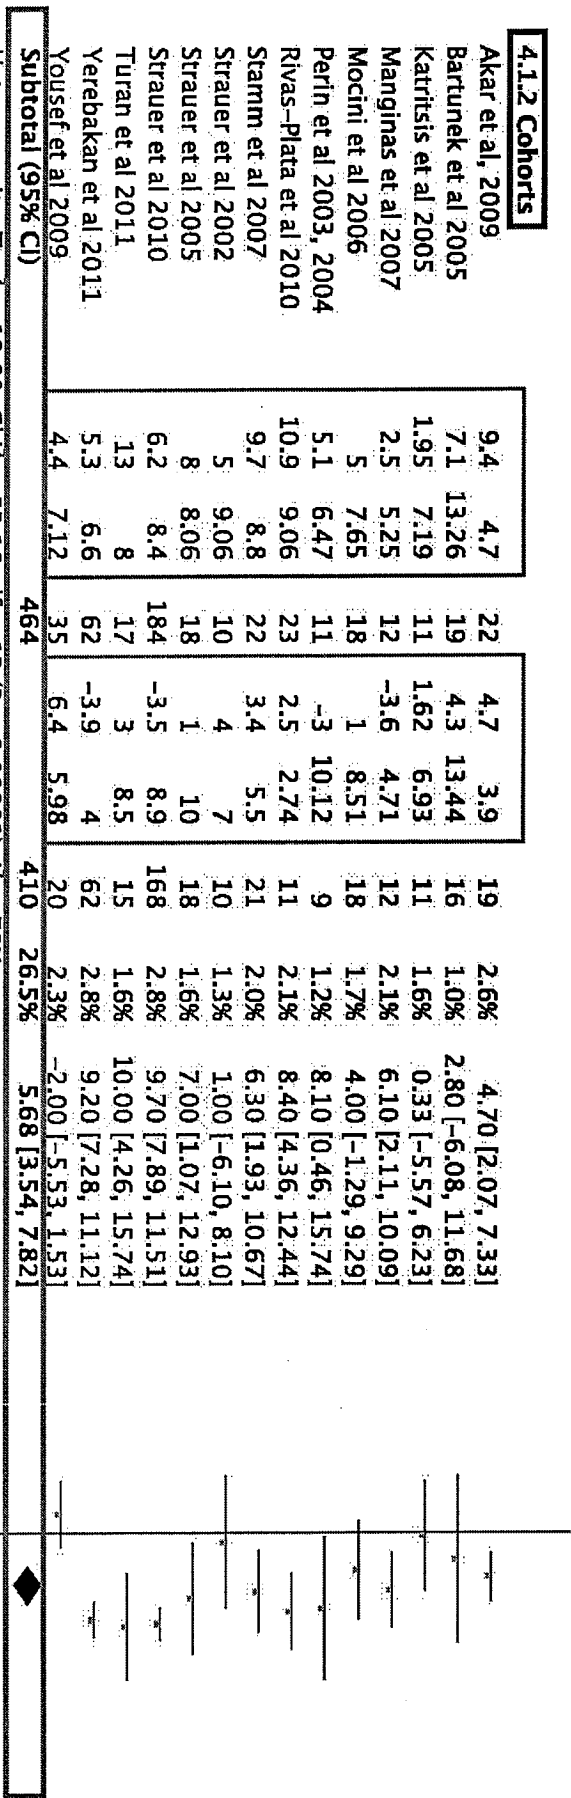 4.1.2 Cohorts
Akar et al, 2009 9.4 4.7 22 4.7 3.9 19 2.6% 4.70 [2.07, 7.33]
Bartunek et al 2005 7.1 13.26 19 4.3 13.44 16 1.0% 2.80 [−6.08, 11.68]
Katritsis et al 2005 1.95 7.19 11 1.62 6.93 11 1.6% 0.33 [−5.57, 6.23]
Manginas et al 2007 2.5 5.25 12 −3.6 4.71 12 2.1% 6.10 [2.11, 10.09]
Mocini et al 2006 5 7.65 18 1 8.51 18 1.7% 4.00 [−1.29, 9.29]
Perin et al 2003, 2004 5.1 6.47 11 −3 10.12 9 1.2% 8.10 [0.46, 15.74]
Rivas−Plata et al 2010 10.9 9.06 23 2.5 2.74 11 2.1% 8.40 [4.36, 12.44]
Stamm et al 2007 9.7 8.8 22 3.4 5.5 21 2.0% 6.30 [1.93, 10.67]
Strauer et al 2002 5 9.06 10 4 7 10 1.3% 1.00 [−6.10, 8.10]
Strauer et al 2005 8 8.06 18 1 10 18 1.6% 7.00 [1.07, 12.93]
Strauer et al 2010 6.2 8.4 184 −3.5 8.9 168 2.8% 9.70 [7.89, 11.51]
Turan et al 2011 13 8 17 3 8.5 15 1.6% 10.00 [4.26, 15.74]
Yerebakan et al 2011 5.3 6.6 62 −3.9 4 62 2.8% 9.20 [7.28, 11.12]
Yousef et al 2009 4.4 7.12 35 6.4 5.98 20 2.3% −2.00 [−5.53, 1.53]
Subtotal (95% CI) 464 410 26.5% 5.68 [3.54, 7.82]